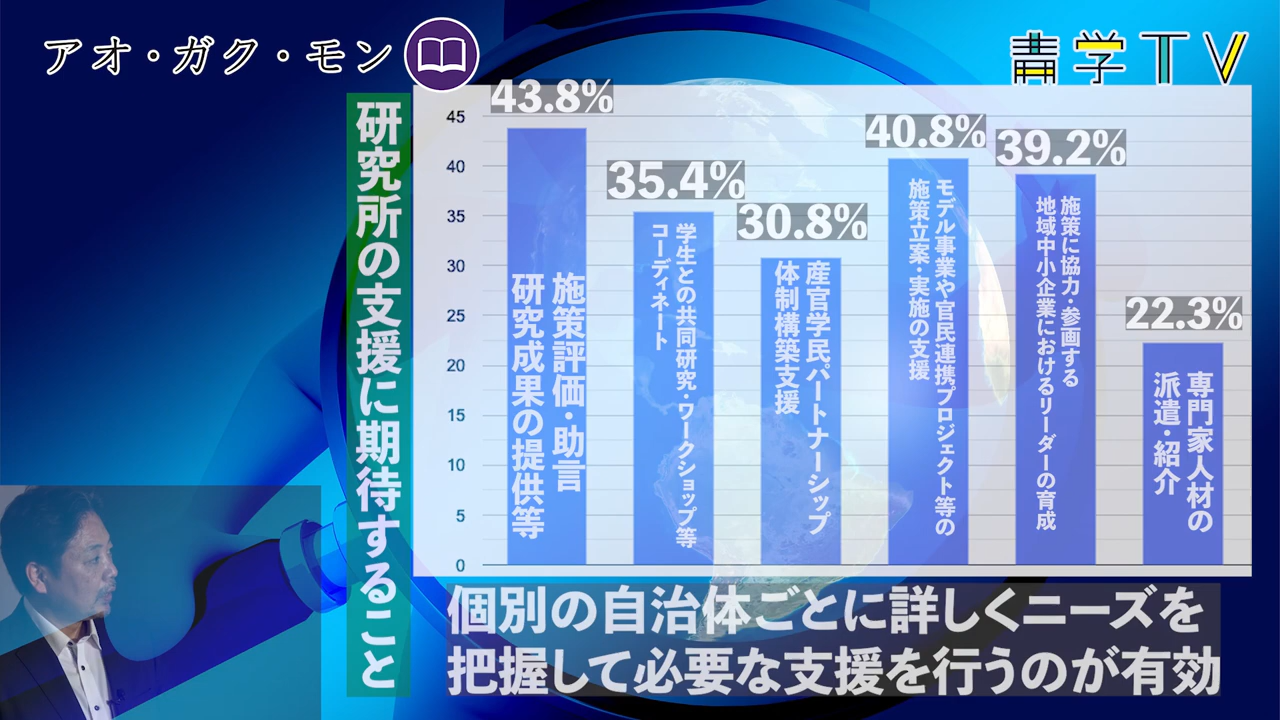 アオ・ガク・モン
青学TV
研究所の支援に期待すること
45
40
35
30
25
20
15
10
5
0
43.8%
施策評価・助言
研究成果の提供等
35.4%
学生との共同研究・ワークショップ等
コーディネート
30.8%
産官学民パートナーシップ
体制構築支援
40.8%
モデル事業や官民連携プロジェクト等の
施策立案・実施の支援
39.2%
施策に協力・参画する
地域中小企業におけるリーダーの育成
22.3%
専門家人材の
派遣・紹介
個別の自治体ごとに詳しくニーズを
把握して必要な支援を行うのが有効